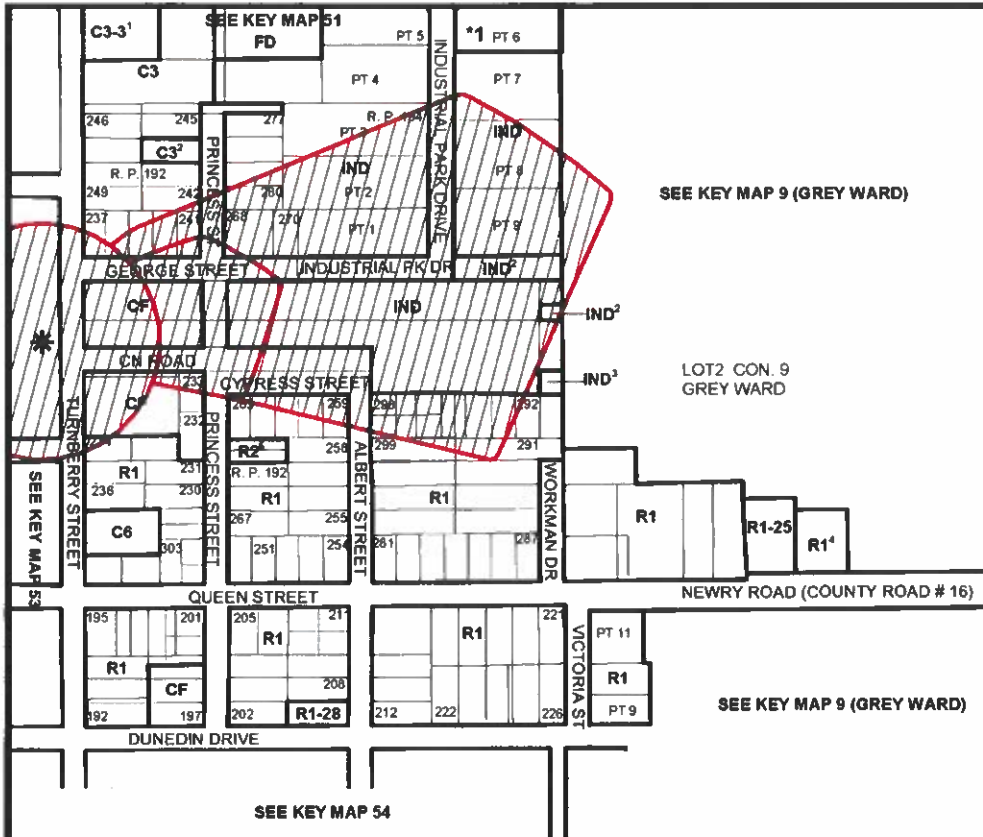 SEE KEY MAP 51
C3-3¹
FD
PT 5
*1 PT 6
C3
PT 4
PT 7
INDUSTRIAL PARK DRIVE
246
245
277
R. P. 194
IND
C3²
PRINCESS ST
IND
PT 2
PT 8
R. P. 192
249
242
280
SEE KEY MAP 9 (GREY WARD)
237
241
268
270
PT 1
PT 9
GEORGE STREET
INDUSTRIAL PK DR
IND²
CF
IND
IND²
CN ROAD
IND³
LOT2 CON. 9
GREY WARD
CYPRESS STREET
233
CF
259
298
292
232
TURNBERRY STREET
PRINCESS STREET
258
ALBERT STREET
299
291
R1
231
R. P. 192
SEE KEY MAP 53
236
230
R1
R1
WORKMAN DR
R1
R1-25
R1⁴
C6
267
255
303
251
254
281
287
QUEEN STREET
NEWRY ROAD (COUNTY ROAD # 16)
195
201
205
211
221
R1
R1
R1
VICTORIA ST
PT 11
CF
208
R1
192
197
202
R1-28
212
222
226
PT 9
SEE KEY MAP 9 (GREY WARD)
DUNEDIN DRIVE
SEE KEY MAP 54